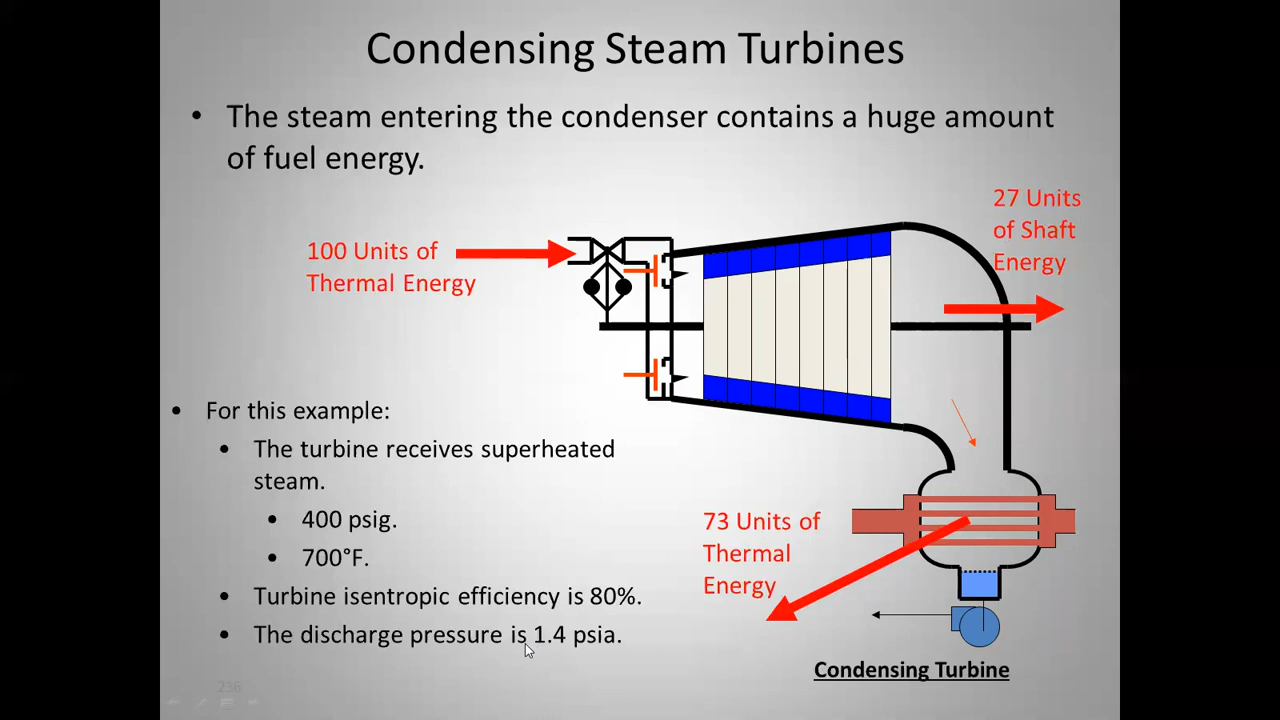 Condensing Steam Turbines
• The steam entering the condenser contains a huge amount
of fuel energy.
27 Units
of Shaft
Energy
100 Units of
Thermal Energy
• For this example:
• The turbine receives superheated
steam.
• 400 psig.
• 700°F.
• Turbine isentropic efficiency is 80%.
• The discharge pressure is 1.4 psia.
73 Units of
Thermal
Energy
Condensing Turbine
236